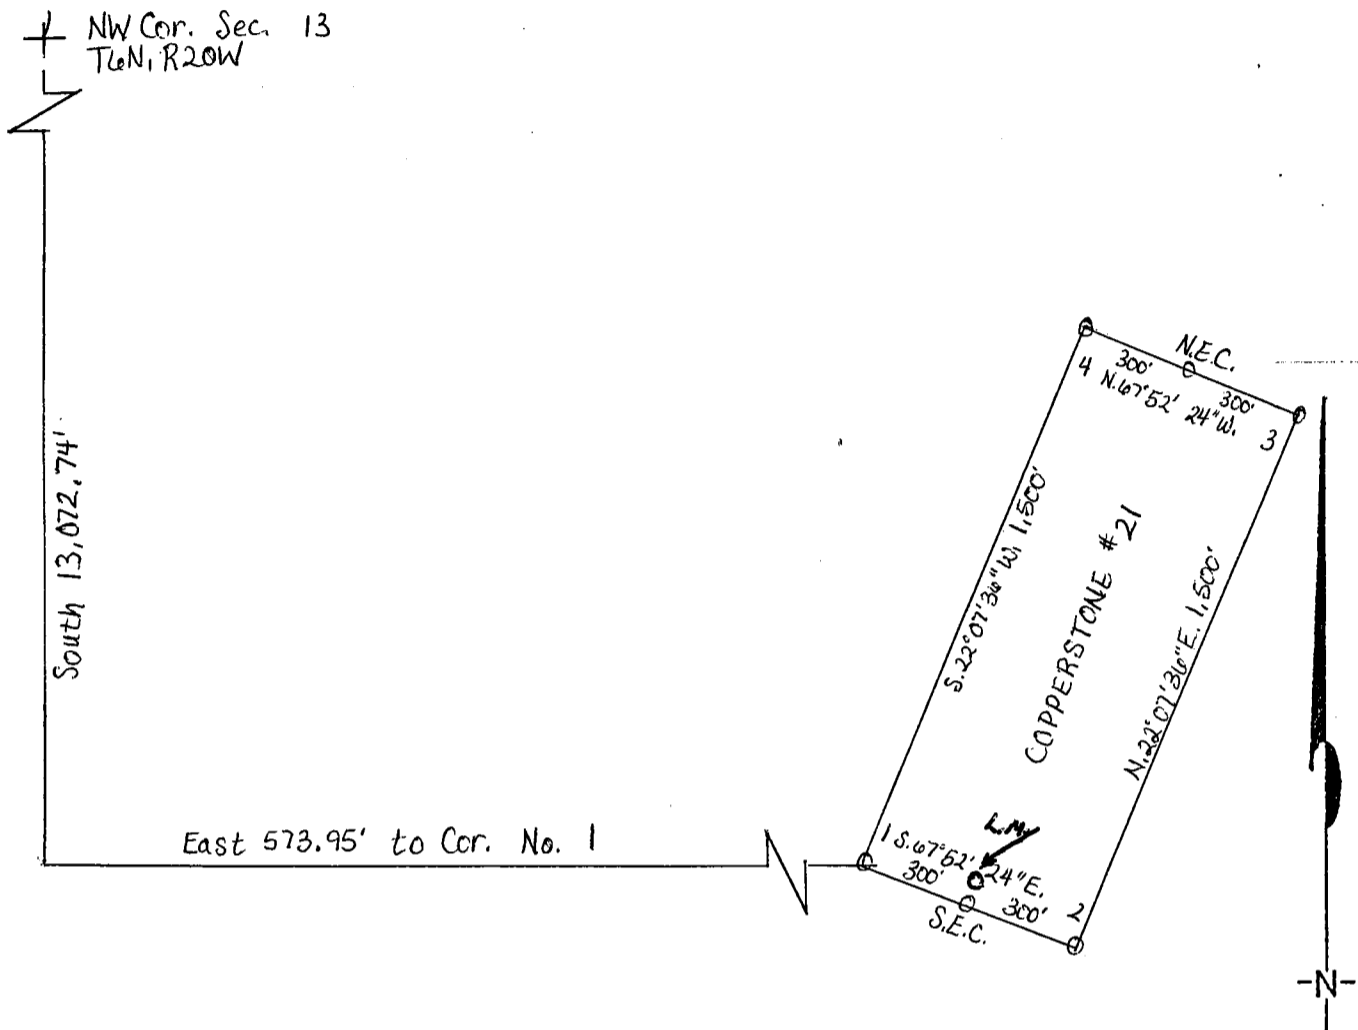 NW Cor. Sec. 13
T6N, R20W
South 13,072.74'
East 573.95' to Cor. No. 1
N.E.C.
300'
300'
4
N.67°52' 24"W.
3
S.22°07'36"W. 1,500'
COPPERSTONE #21
N.22°07'36"E. 1,500'
L.M.
1
S.67°52' 24"E.
300'
300'
2
S.E.C.
-N-